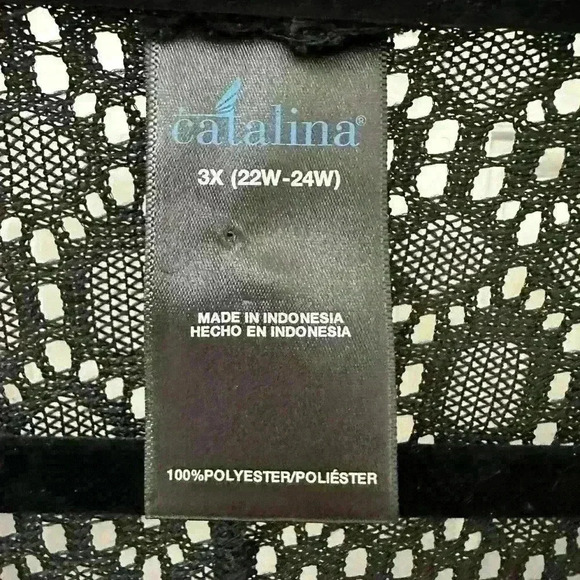 catalina®
3X (22W-24W)
MADE IN INDONESIA
HECHO EN INDONESIA
100%POLYESTER/POLIÉSTER